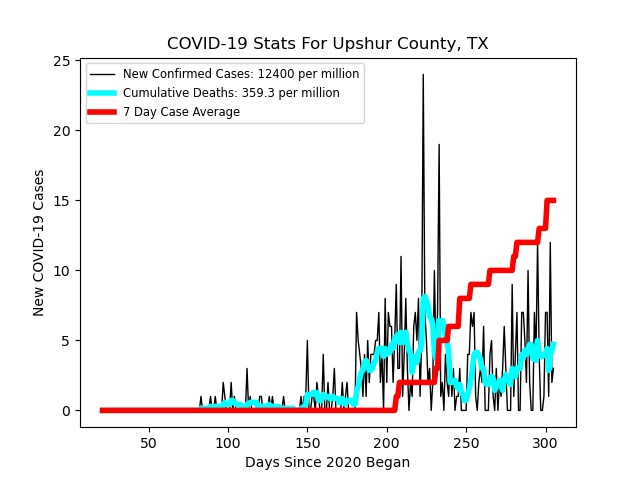 COVID-19 Stats For Upshur County, TX
New Confirmed Cases: 12400 per million
Cumulative Deaths: 359.3 per million
7 Day Case Average
25
20
15
10
5
0
New COVID-19 Cases
50 100 150 200 250 300
Days Since 2020 Began